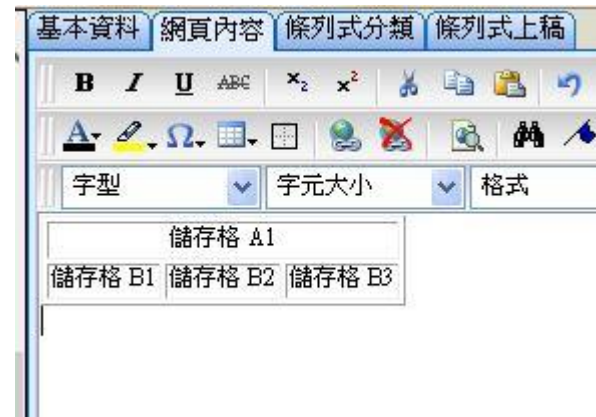 基本資料 網頁內容 條列式分類 條列式上稿
B I U ABC ×₂ ×²
A Ω
字型 字元大小 格式
儲存格 A1
儲存格 B1 儲存格 B2 儲存格 B3